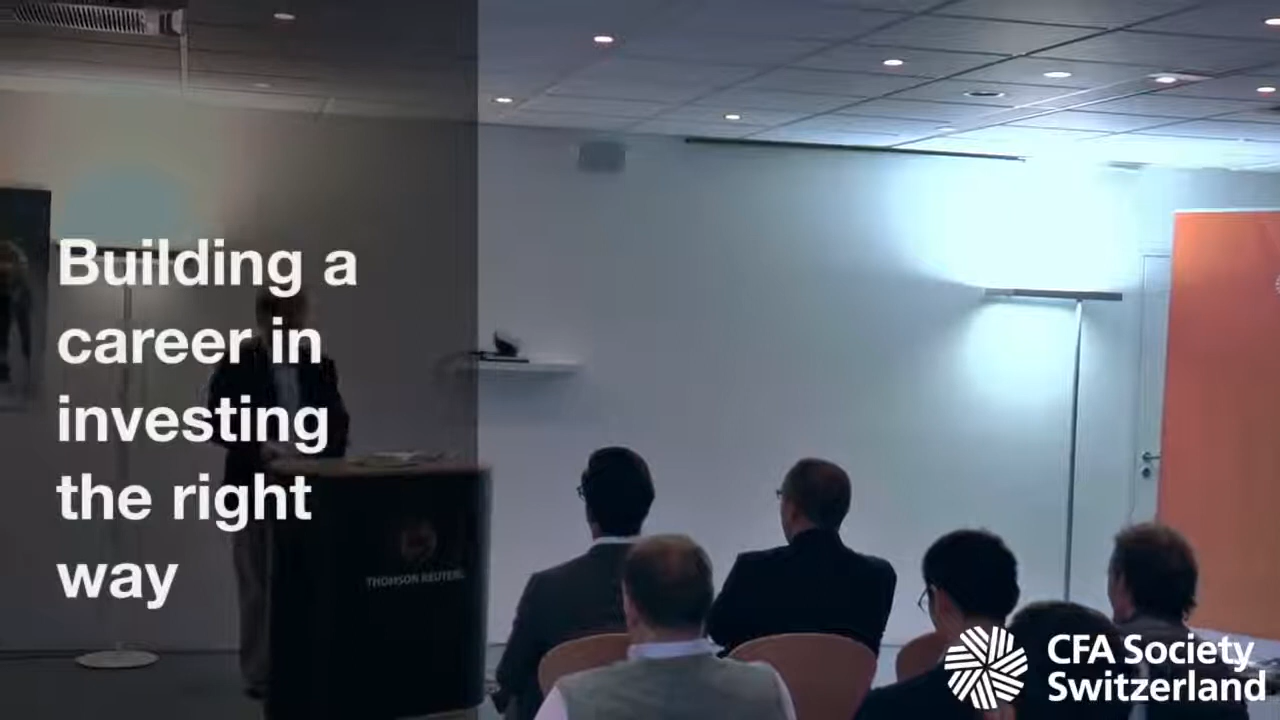 Building a
career in
investing
the right
way
THOMSON REUTERS
CFA Society
Switzerland